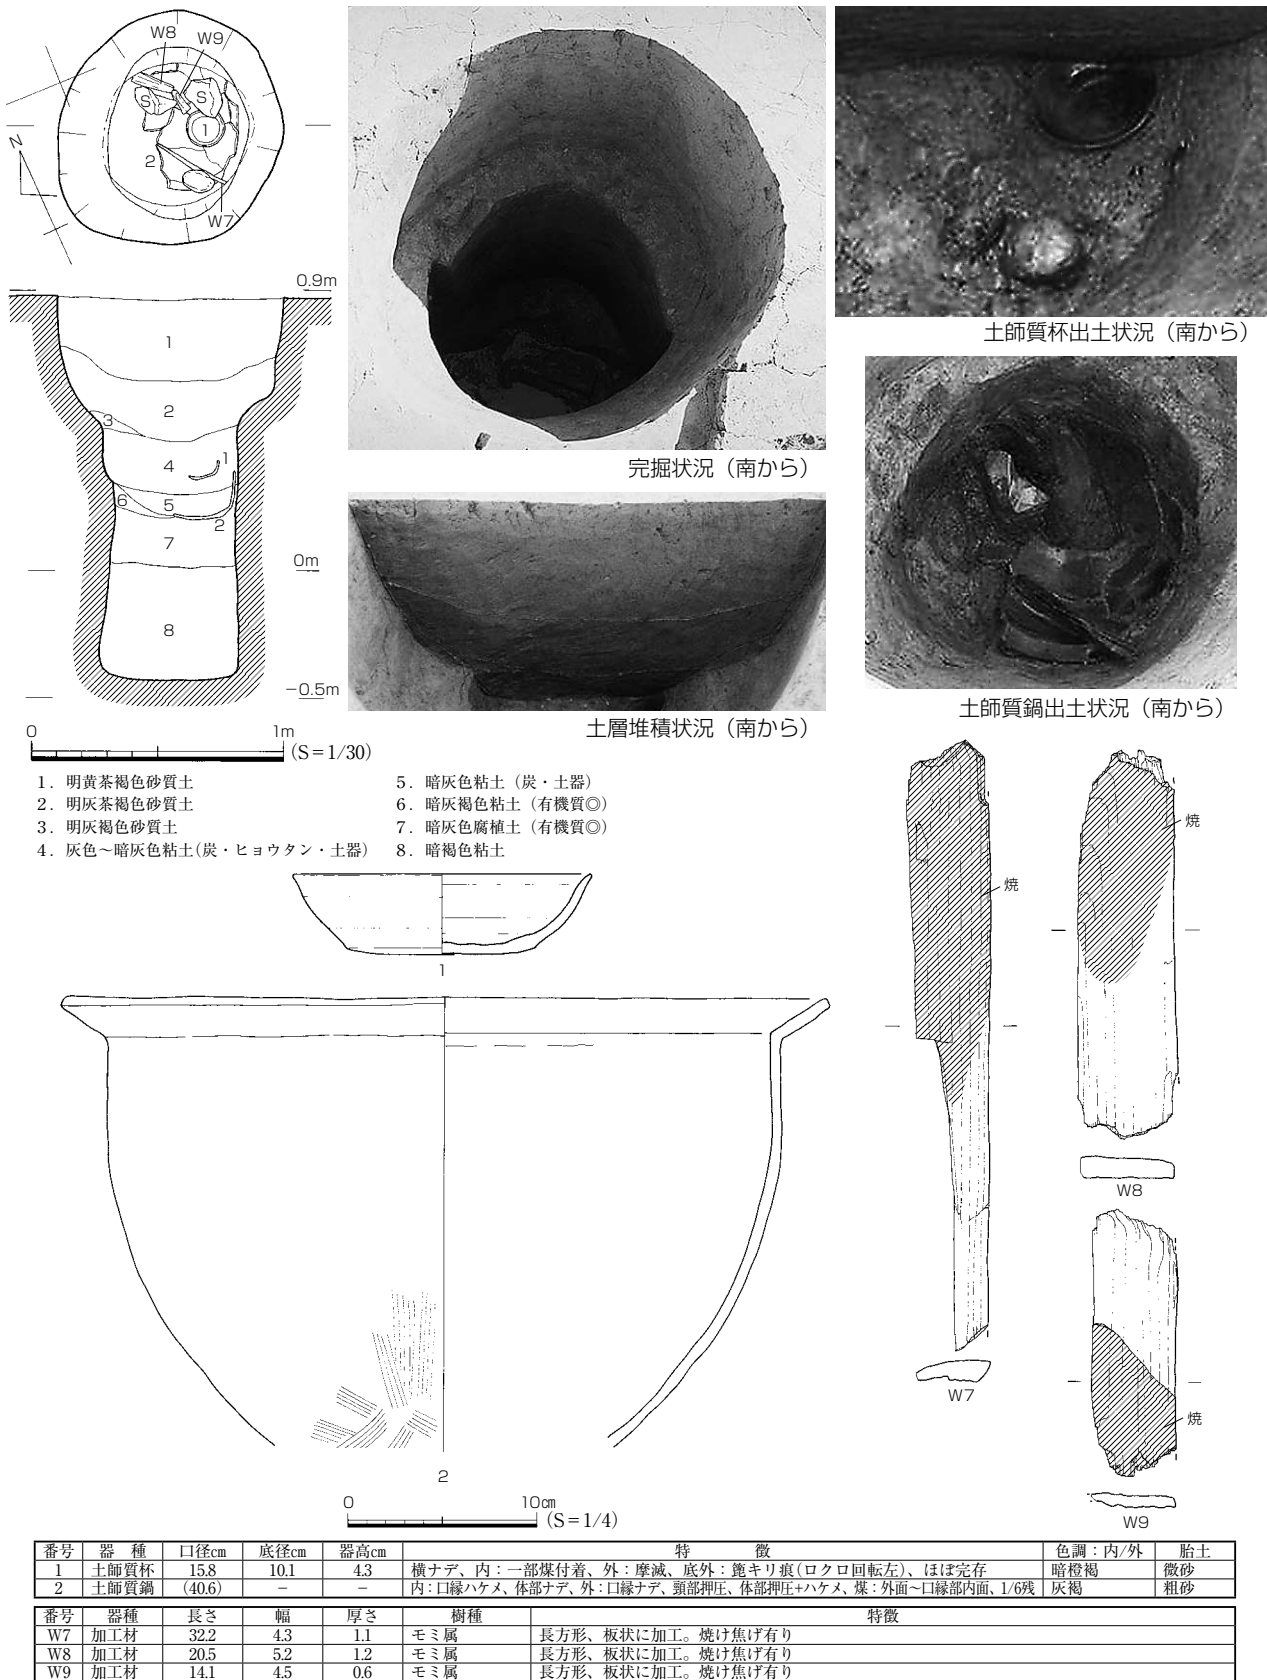 W8
W9
S
S
1
2
N
W7
0.9m
1
2
3
4
1
5
6
2
7
0m
8
−0.5m
0
1m
(S=1/30)
完掘状況（南から）
土層堆積状況（南から）
土師質杯出土状況（南から）
土師質鍋出土状況（南から）
1．明黄茶褐色砂質土
2．明灰茶褐色砂質土
3．明灰褐色砂質土
4．灰色～暗灰色粘土(炭・ヒョウタン・土器)
5．暗灰色粘土（炭・土器）
6．暗灰褐色粘土（有機質◎）
7．暗灰色腐植土（有機質◎）
8．暗褐色粘土
1
2
0
10㎝
(S=1/4)
焼
W7
焼
W8
焼
W9
番号 器種 口径cm 底径cm 器高cm 特徴 色調：内/外 胎土
1 土師質杯 15.8 10.1 4.3 横ナデ、内：一部煤付着、外：摩滅、底外：篦キリ痕(ロクロ回転左)、ほぼ完存 暗橙褐 微砂
2 土師質鍋 (40.6) − − 内：口縁ハケメ、体部ナデ、外：口縁ナデ、頸部押圧、体部押圧+ハケメ、煤：外面～口縁部内面、1/6残 灰褐 粗砂
番号 器種 長さ 幅 厚さ 樹種 特徴
W7 加工材 32.2 4.3 1.1 モミ属 長方形、板状に加工。焼け焦げ有り
W8 加工材 20.5 5.2 1.2 モミ属 長方形、板状に加工。焼け焦げ有り
W9 加工材 14.1 4.5 0.6 モミ属 長方形、板状に加工。焼け焦げ有り